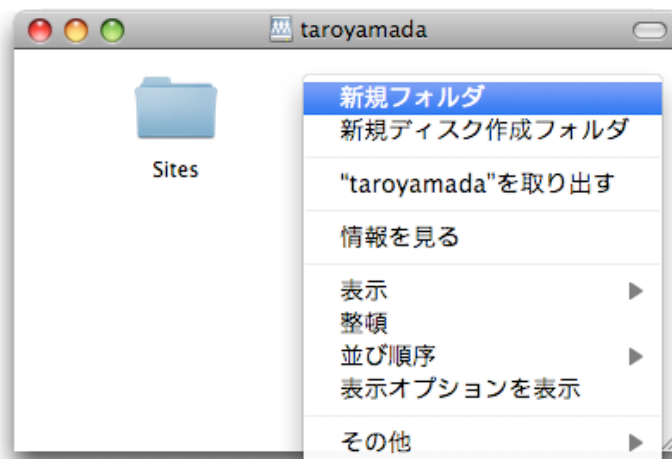 taroyamada
Sites
新規フォルダ
新規ディスク作成フォルダ
“taroyamada”を取り出す
情報を見る
表示
整頓
並び順序
表示オプションを表示
その他